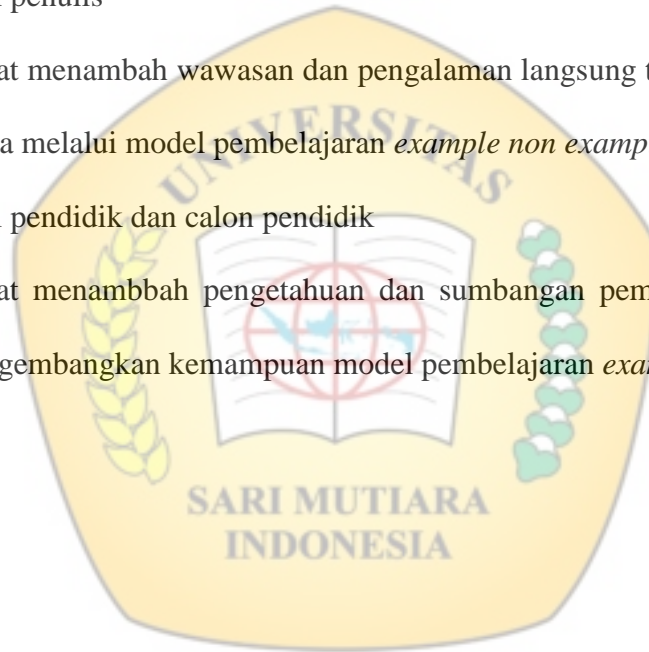 penulis
at menambah wawasan dan pengalaman langsung
a melalui model pembelajaran example non examp
pendidik dan calon pendidik
at menambbah pengetahuan dan sumbangan pem
gembangkan kemampuan model pembelajaran exa
UNIVERSITAS
SARI MUTIARA
INDONESIA